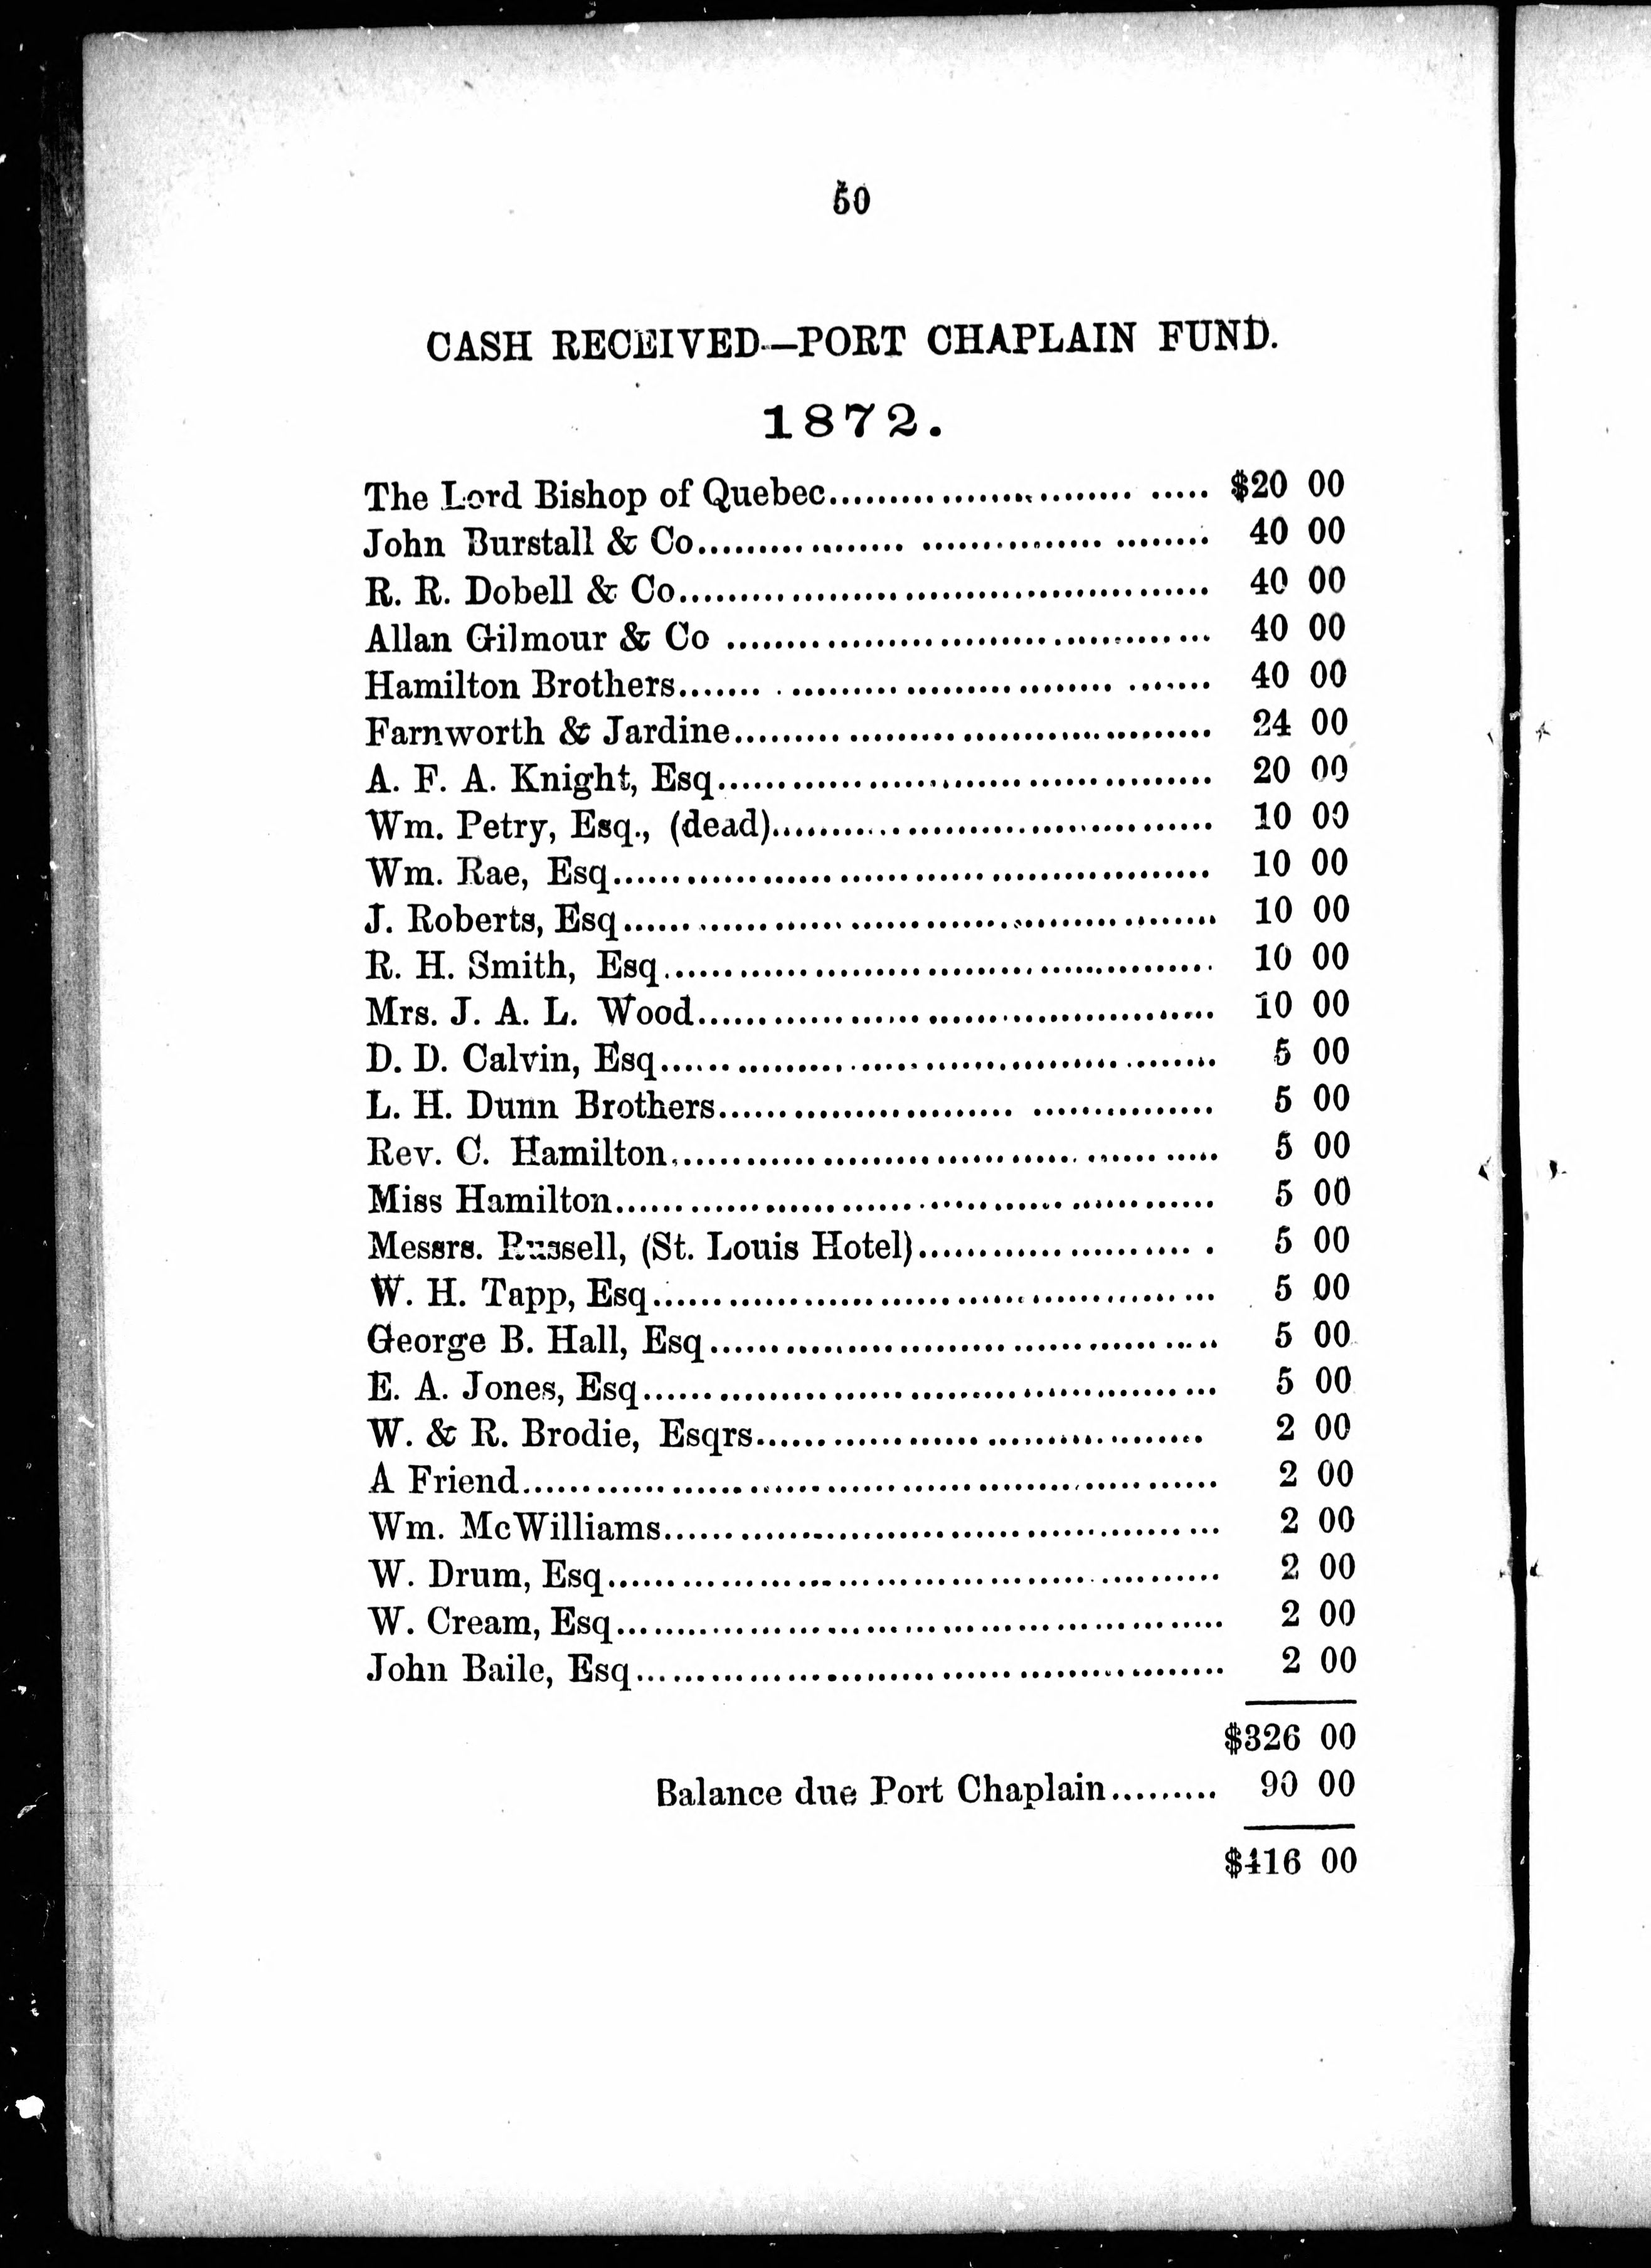 50
CASH RECEIVED—PORT CHAPLAIN FUND.
1872.
The Lord Bishop of Quebec........................ $20 00
John Burstall & Co........................ 40 00
R. R. Dobell & Co........................ 40 00
Allan Gilmour & Co ........................ 40 00
Hamilton Brothers........................ 40 00
Farnworth & Jardine........................ 24 00
A. F. A. Knight, Esq........................ 20 00
Wm. Petry, Esq., (dead)........................ 10 00
Wm. Rae, Esq........................ 10 00
J. Roberts, Esq........................ 10 00
R. H. Smith, Esq........................ 10 00
Mrs. J. A. L. Wood........................ 10 00
D. D. Calvin, Esq........................ 5 00
L. H. Dunn Brothers........................ 5 00
Rev. C. Hamilton........................ 5 00
Miss Hamilton........................ 5 00
Messrs. Russell, (St. Louis Hotel)........................ 5 00
W. H. Tapp, Esq........................ 5 00
George B. Hall, Esq........................ 5 00
E. A. Jones, Esq........................ 5 00
W. & R. Brodie, Esqrs........................ 2 00
A Friend........................ 2 00
Wm. McWilliams........................ 2 00
W. Drum, Esq........................ 2 00
W. Cream, Esq........................ 2 00
John Baile, Esq........................ 2 00
$326 00
Balance due Port Chaplain......... 90 00
$416 00